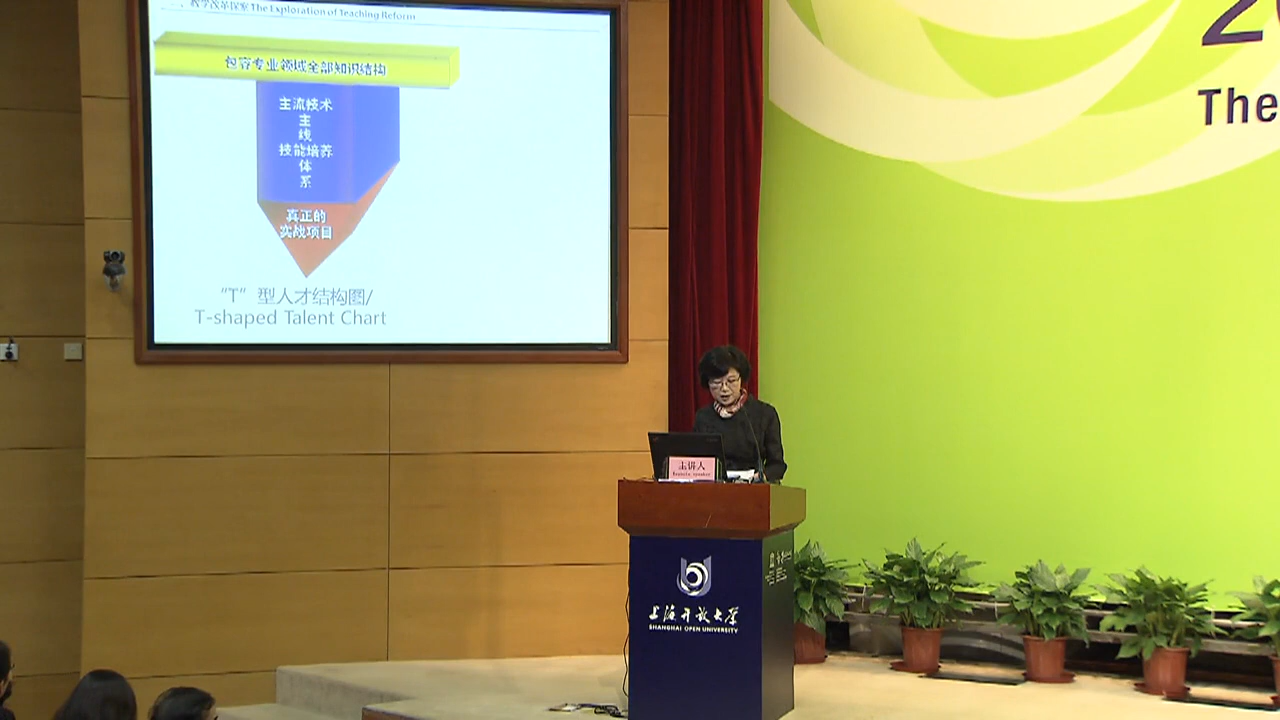 教学改革探索 The Exploration of Teaching Reform
包容专业领域全部知识结构
主流技术
主
线
技能培养
体
系
真正的
实战项目
“T”型人才结构图/
T-shaped Talent Chart
The
主讲人
上海开放大学
SHANGHAI OPEN UNIVERSITY